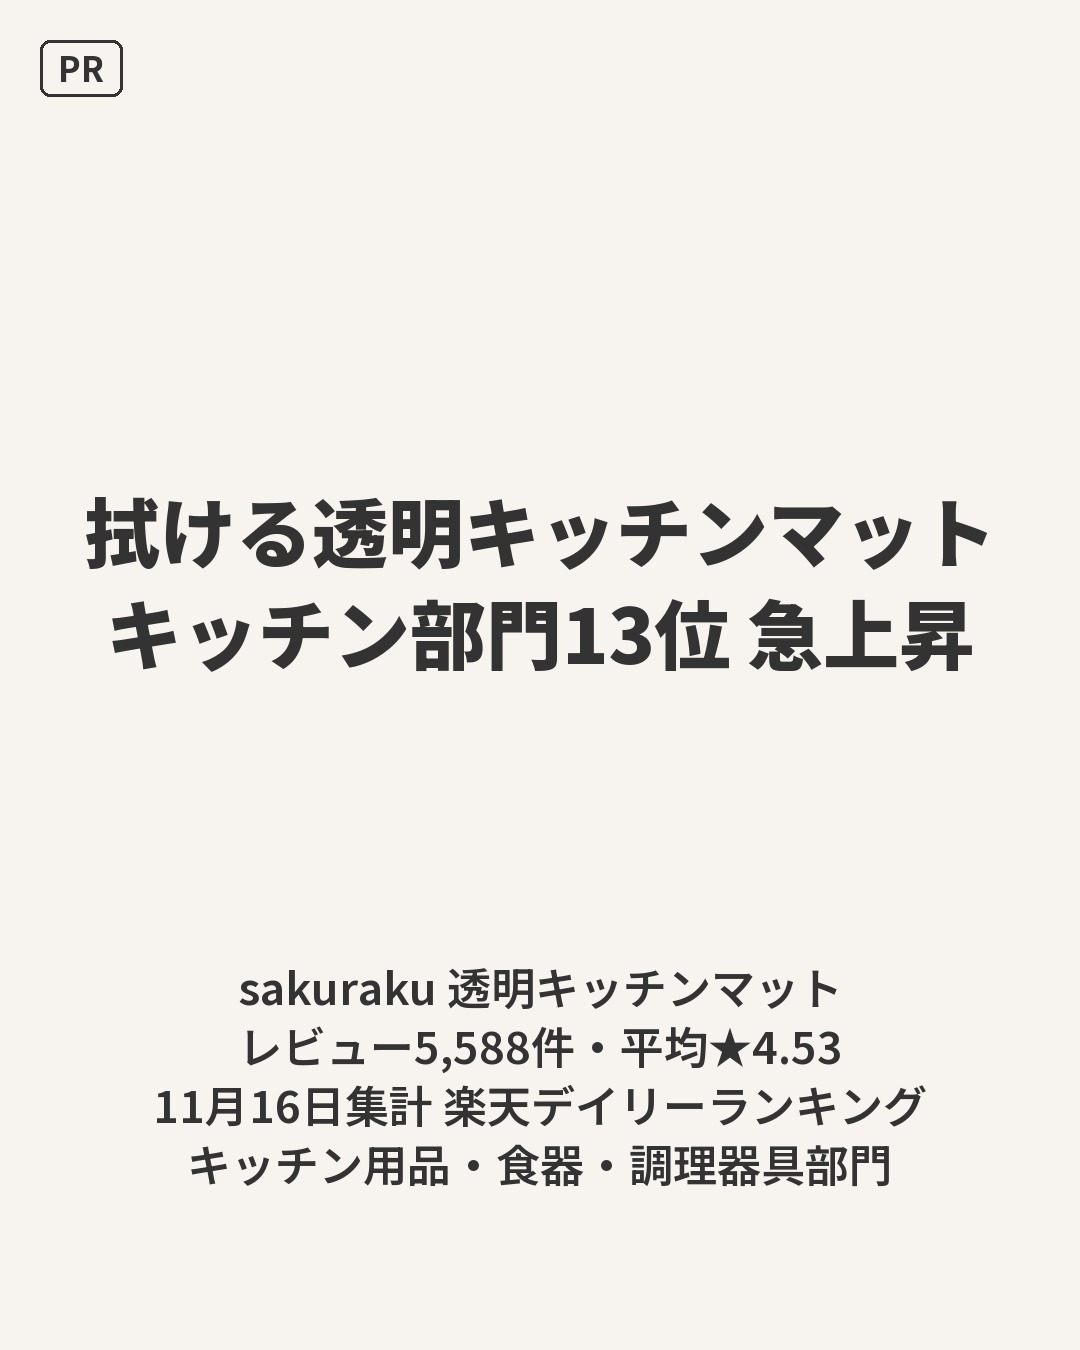 PR
拭ける透明キッチンマット
キッチン部門13位 急上昇
sakuraku 透明キッチンマット
レビュー5,588件・平均★4.53
11月16日集計 楽天デイリーランキング
キッチン用品・食器・調理器具部門